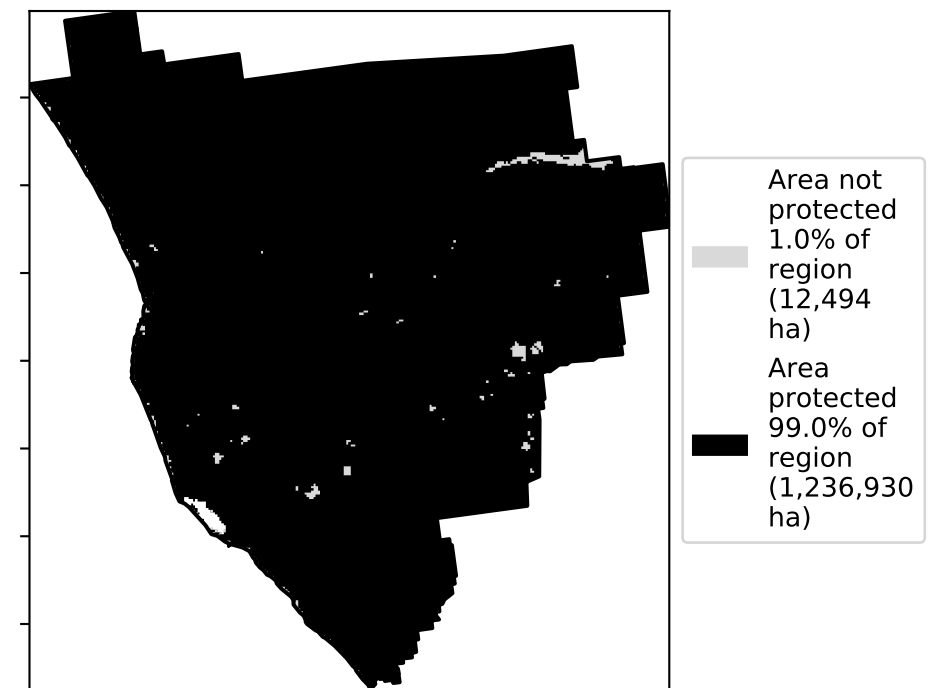 Area not
protected
1.0% of
region
(12,494
ha)
Area
protected
99.0% of
region
(1,236,930
ha)